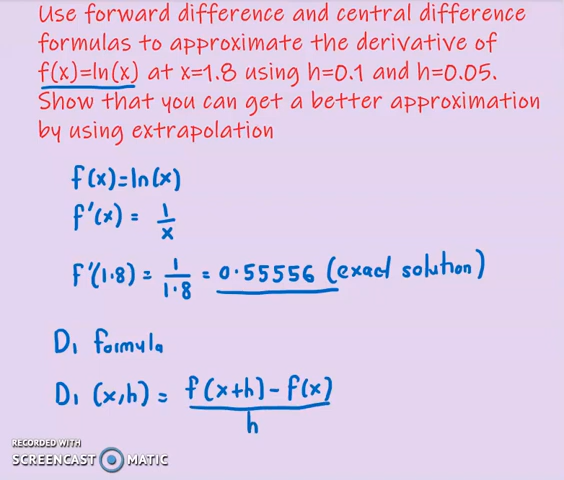 Use forward difference and central difference
formulas to approximate the derivative of
f(x)=ln(x) at x=1.8 using h=0.1 and h=0.05.
Show that you can get a better approximation
by using extrapolation
f(x)=ln(x)
f'(x) = 1/x
f'(1.8) = 1/1.8 = 0.55556 (exact solution)
D₁ formula
D₁ (x,h) = f(x+h) - f(x) / h
RECORDED WITH
SCREENCAST MATIC